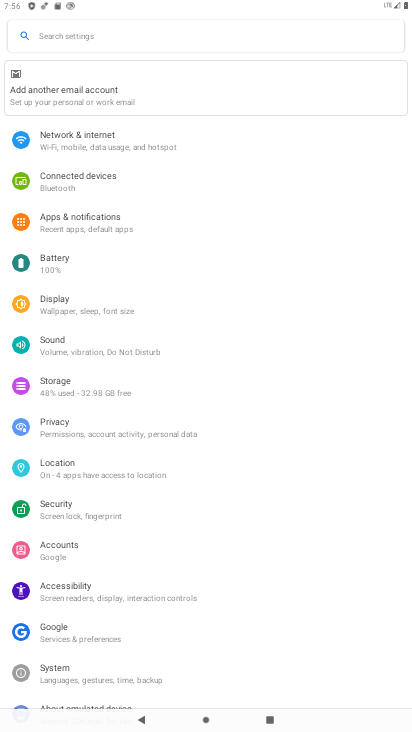 7:56
LTE
Search settings
Add another email account
Set up your personal or work email
Network & internet
Wi-Fi, mobile, data usage, and hotspot
Connected devices
Bluetooth
Apps & notifications
Recent apps, default apps
Battery
100%
Display
Wallpaper, sleep, font size
Sound
Volume, vibration, Do Not Disturb
Storage
48% used - 32.98 GB free
Privacy
Permissions, account activity, personal data
Location
On - 4 apps have access to location
Security
Screen lock, fingerprint
Accounts
Google
Accessibility
Screen readers, display, interaction controls
Google
Services & preferences
System
Languages, gestures, time, backup
About emulated device